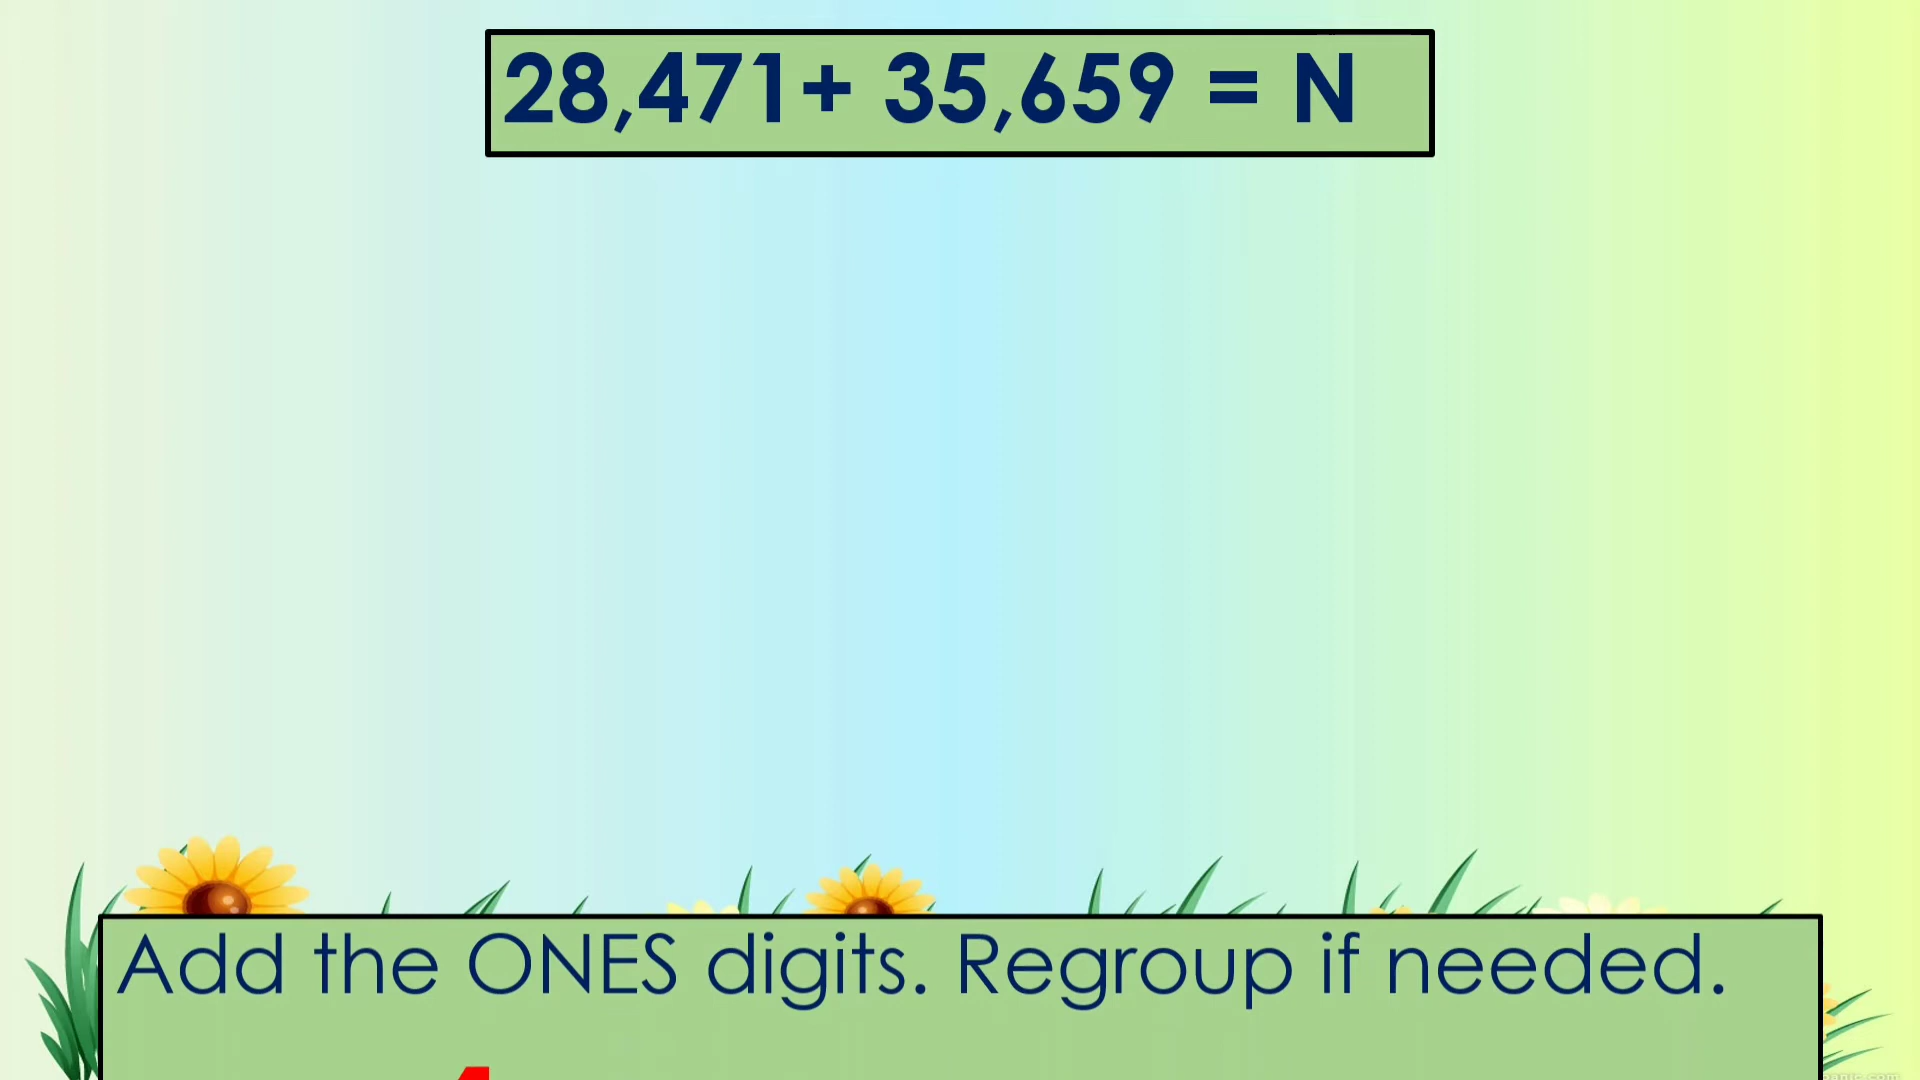 28,471+ 35,659 = N
Add the ONES digits. Regroup if needed.